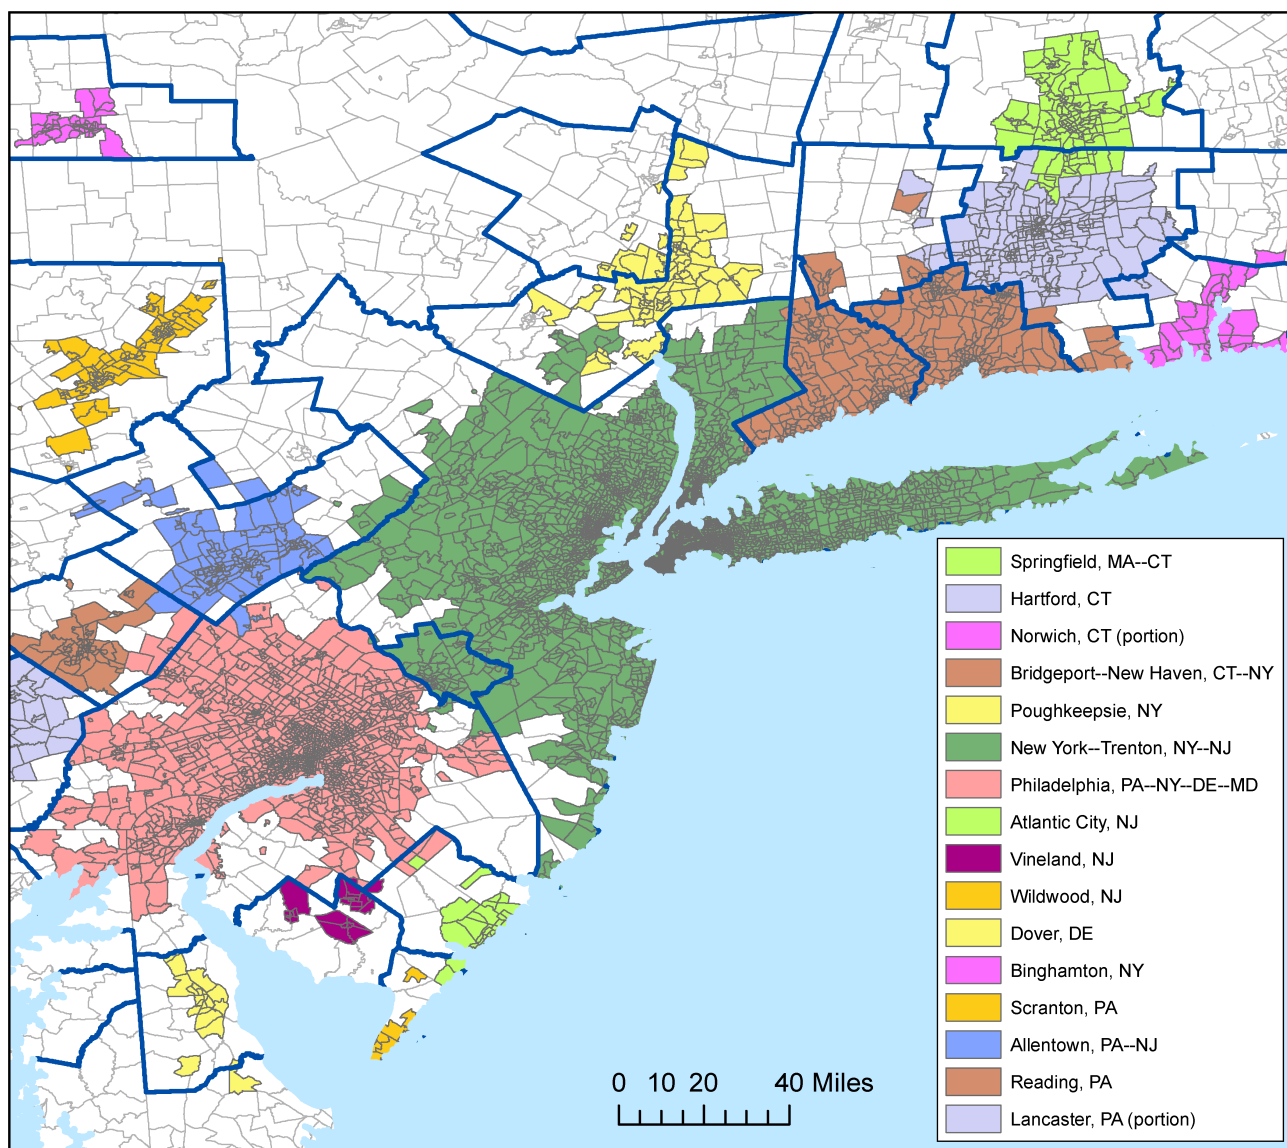 Springfield, MA--CT
Hartford, CT
Norwich, CT (portion)
Bridgeport--New Haven, CT--NY
Poughkeepsie, NY
New York--Trenton, NY--NJ
Philadelphia, PA--NY--DE--MD
Atlantic City, NJ
Vineland, NJ
Wildwood, NJ
Dover, DE
Binghamton, NY
Scranton, PA
Allentown, PA--NJ
Reading, PA
Lancaster, PA (portion)
0 10 20 40 Miles